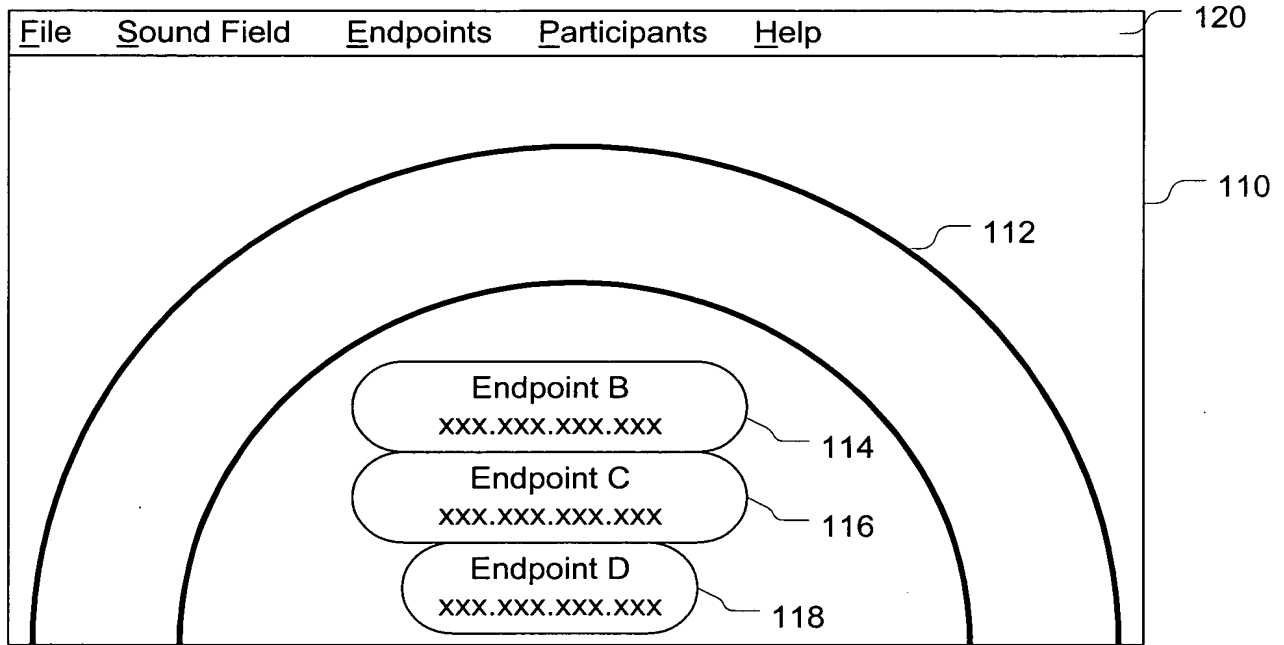 File Sound Field Endpoints Participants Help
120
110
112
Endpoint B
xxx.xxx.xxx.xxx
114
Endpoint C
xxx.xxx.xxx.xxx
116
Endpoint D
xxx.xxx.xxx.xxx
118